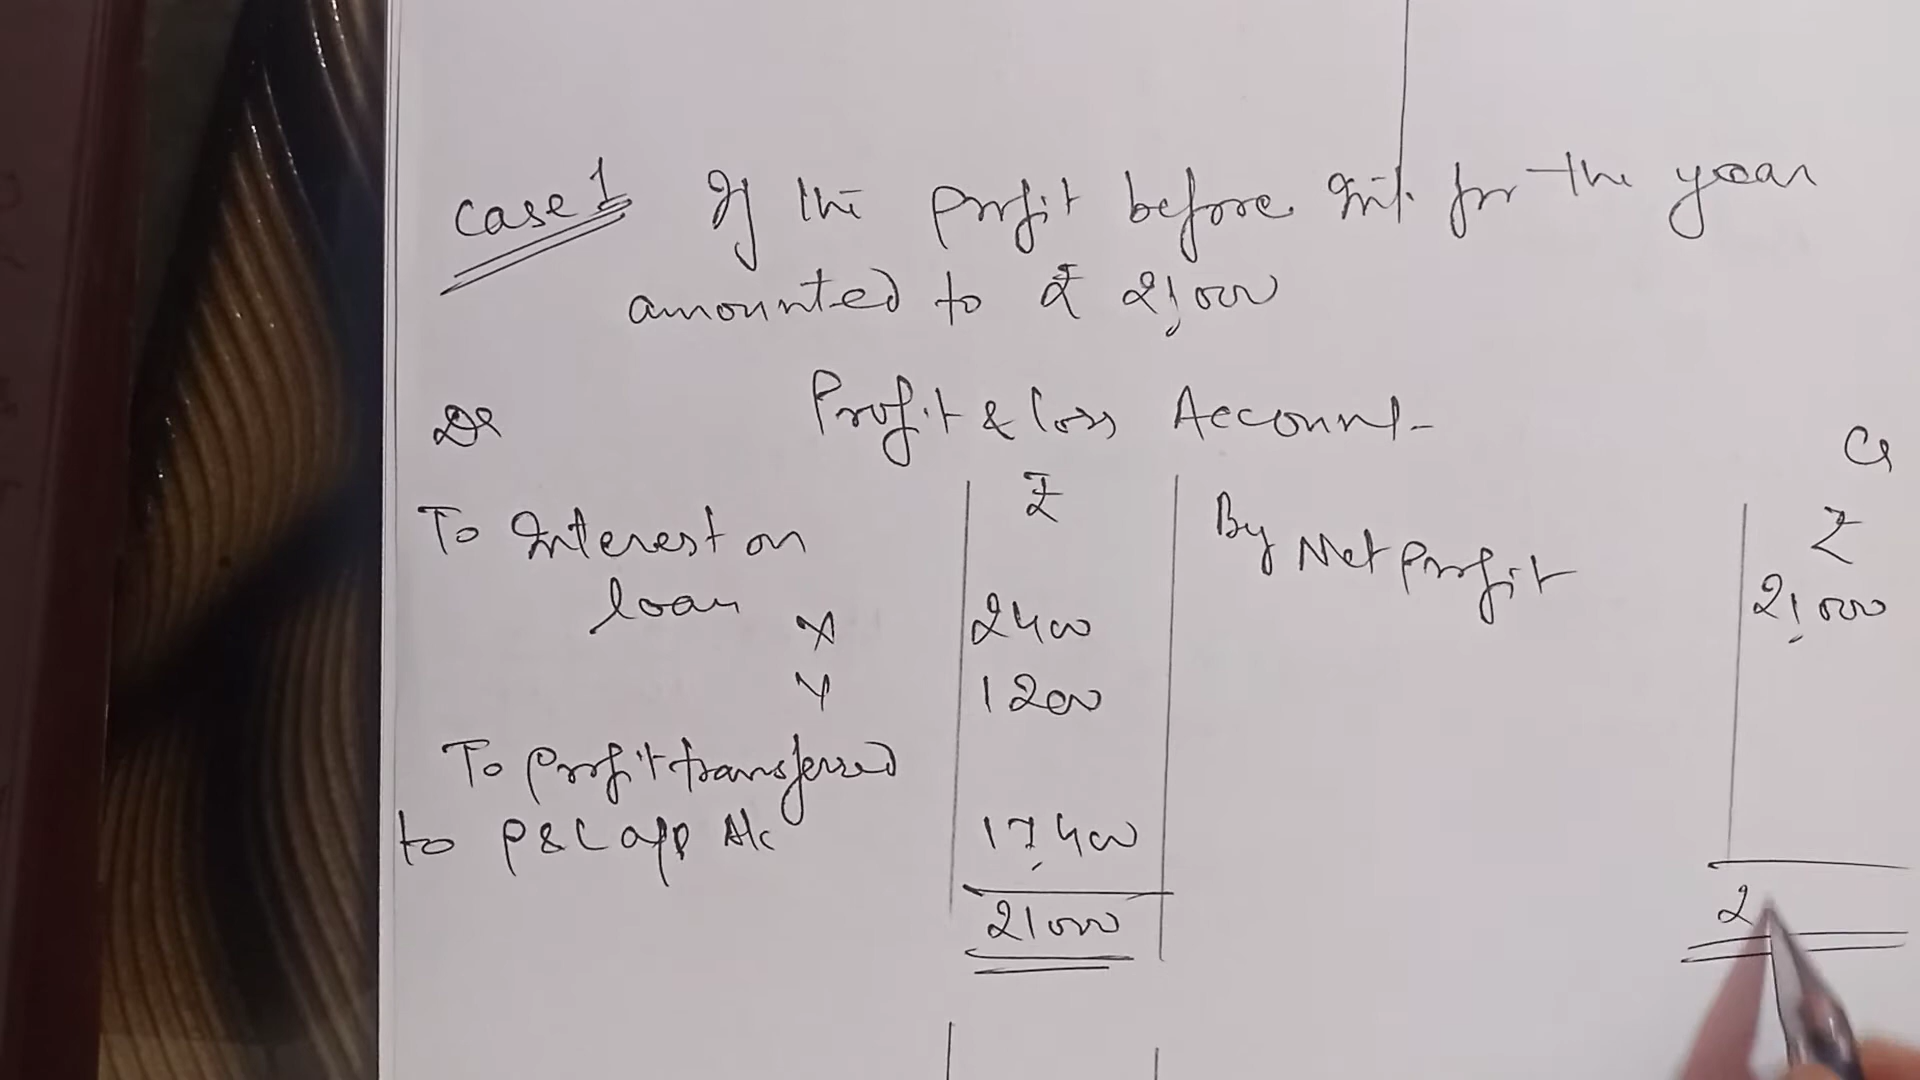 Case 1 If the profit before Int. for the year
amounted to ₹ 21,000
Dr Profit & Loss Account Cr
₹ ₹
To Interest on By Net Profit
loan 21,000
X 2400
Y 1200
To Profit transferred
to P&L app A/c 17,400
21000 2